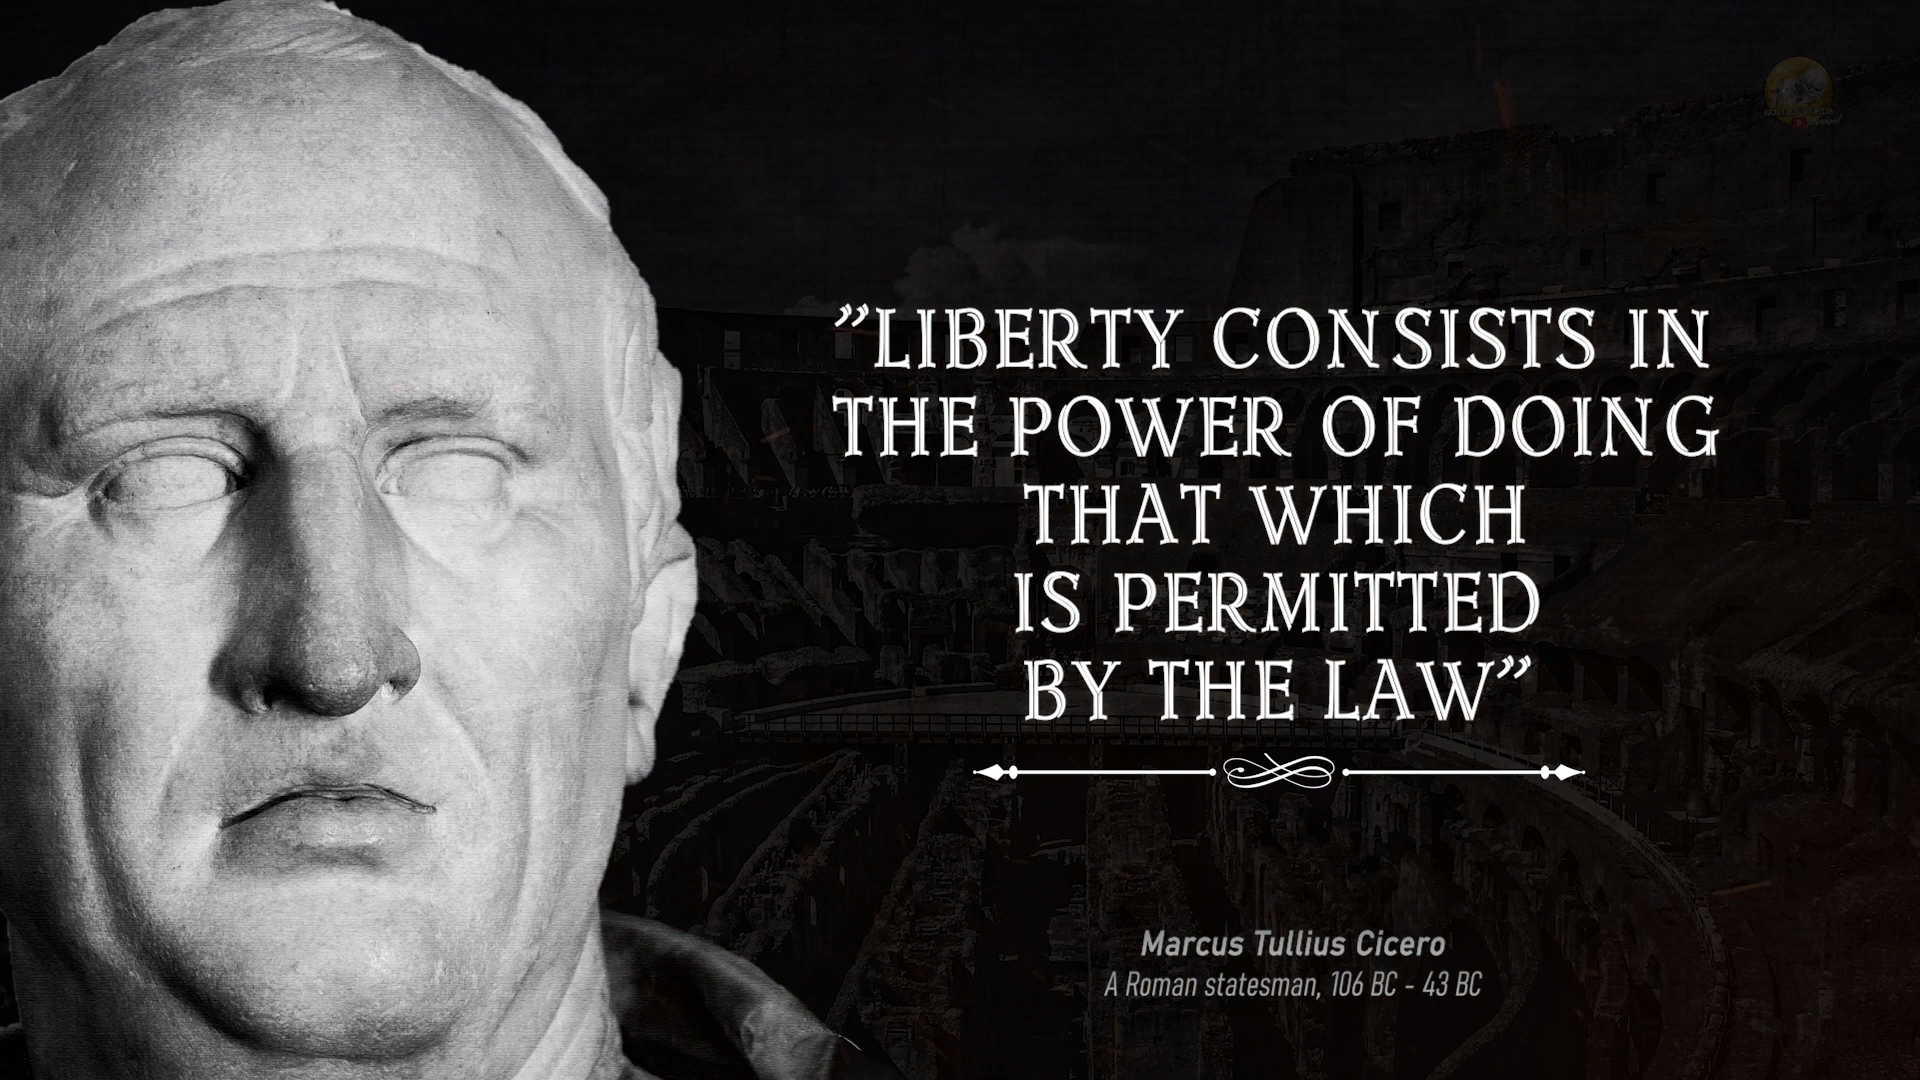 ”LIBERTY CONSISTS IN
THE POWER OF DOING
THAT WHICH
IS PERMITTED
BY THE LAW”
Marcus Tullius Cicero
A Roman statesman, 106 BC - 43 BC